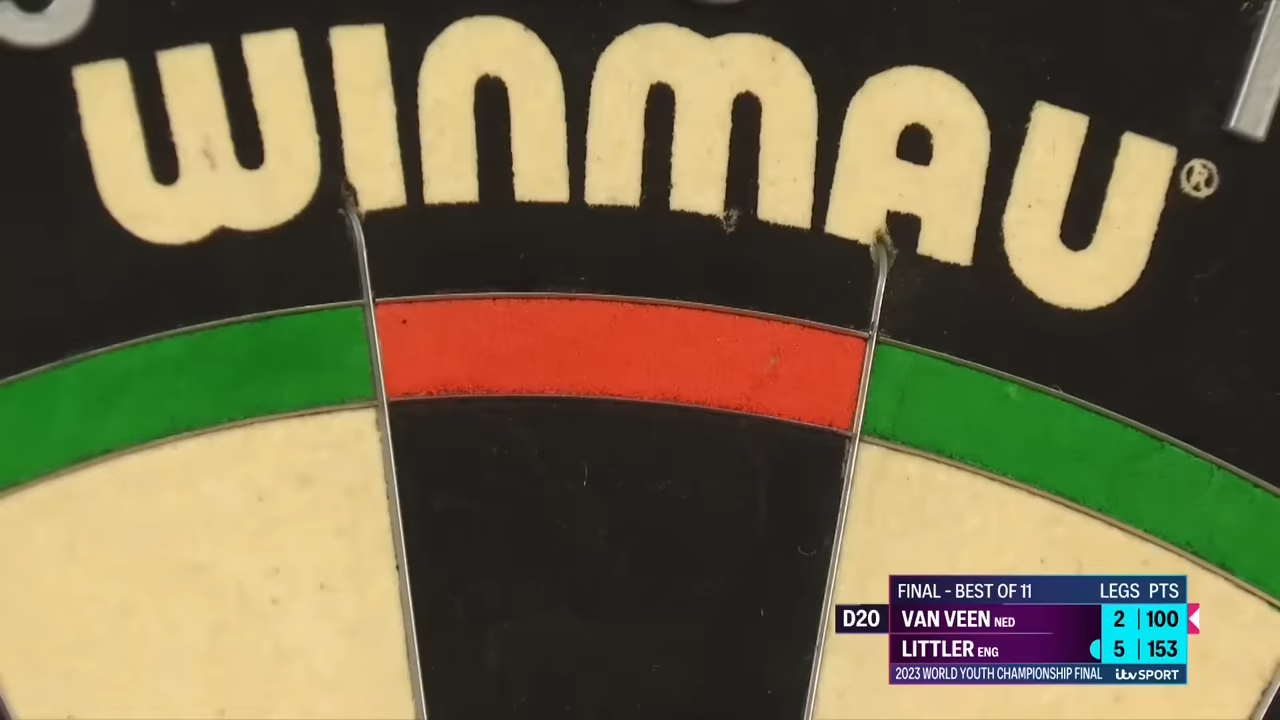 WINMAU®
FINAL - BEST OF 11 LEGS PTS
D20 VAN VEEN NED 2 100
LITTLER ENG 5 153
2023 WORLD YOUTH CHAMPIONSHIP FINAL itv SPORT